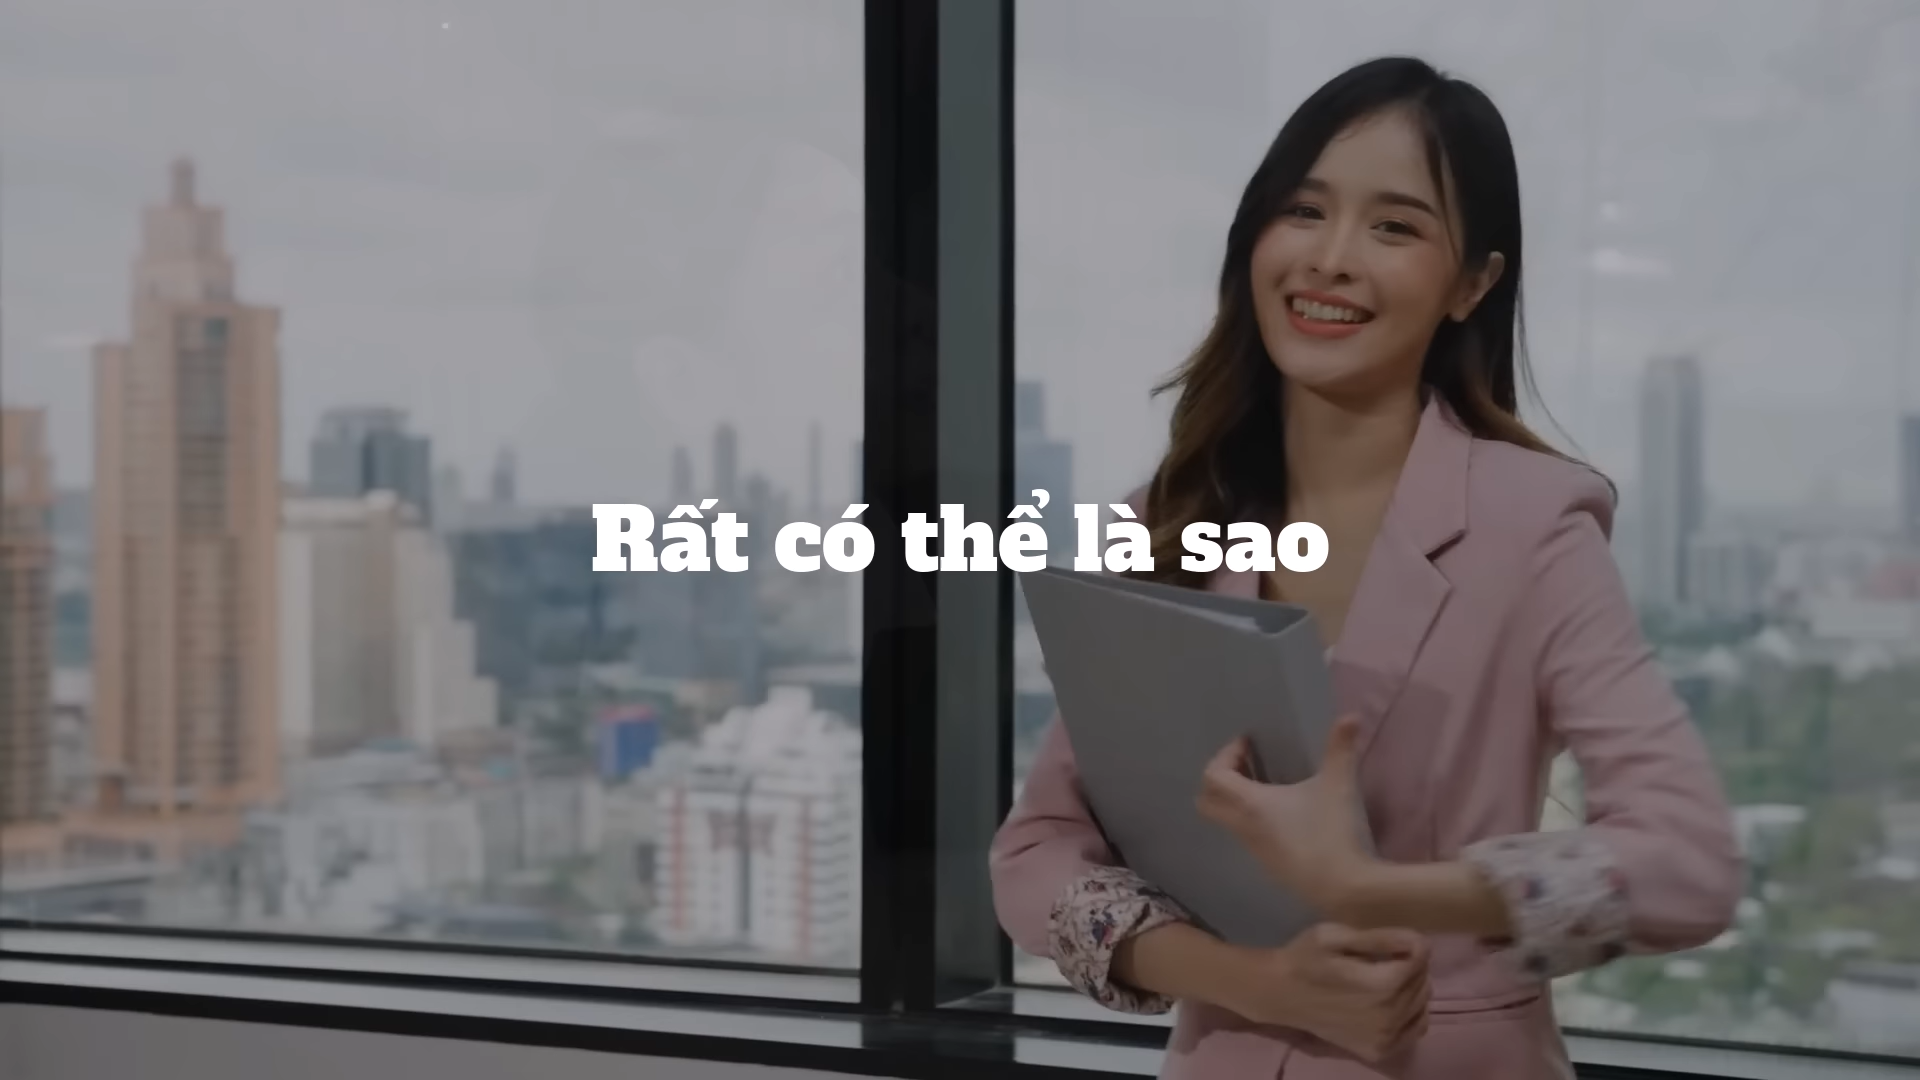 Rất có thể là sao